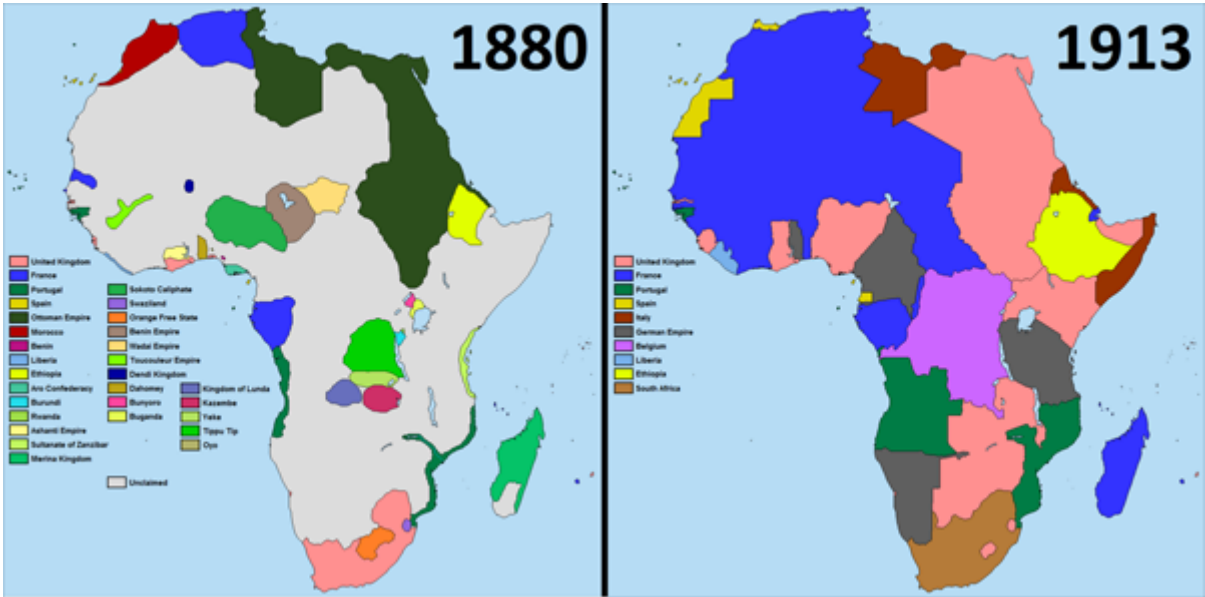 1880
United Kingdom
France
Portugal
Spain
Ottoman Empire
Morocco
Benin
Liberia
Ethiopia
Aro Confederacy
Burundi
Rwanda
Ashanti Empire
Sultanate of Zanzibar
Merina Kingdom
Sokoto Caliphate
Swaziland
Orange Free State
Benin Empire
Wadai Empire
Toucouleur Empire
Dendi Kingdom
Dahomey
Bunyoro
Buganda
Kingdom of Lunda
Kazembe
Yeke
Tippu Tip
Oyo
Unclaimed
1913
United Kingdom
France
Portugal
Spain
Italy
German Empire
Belgium
Liberia
Ethiopia
South Africa